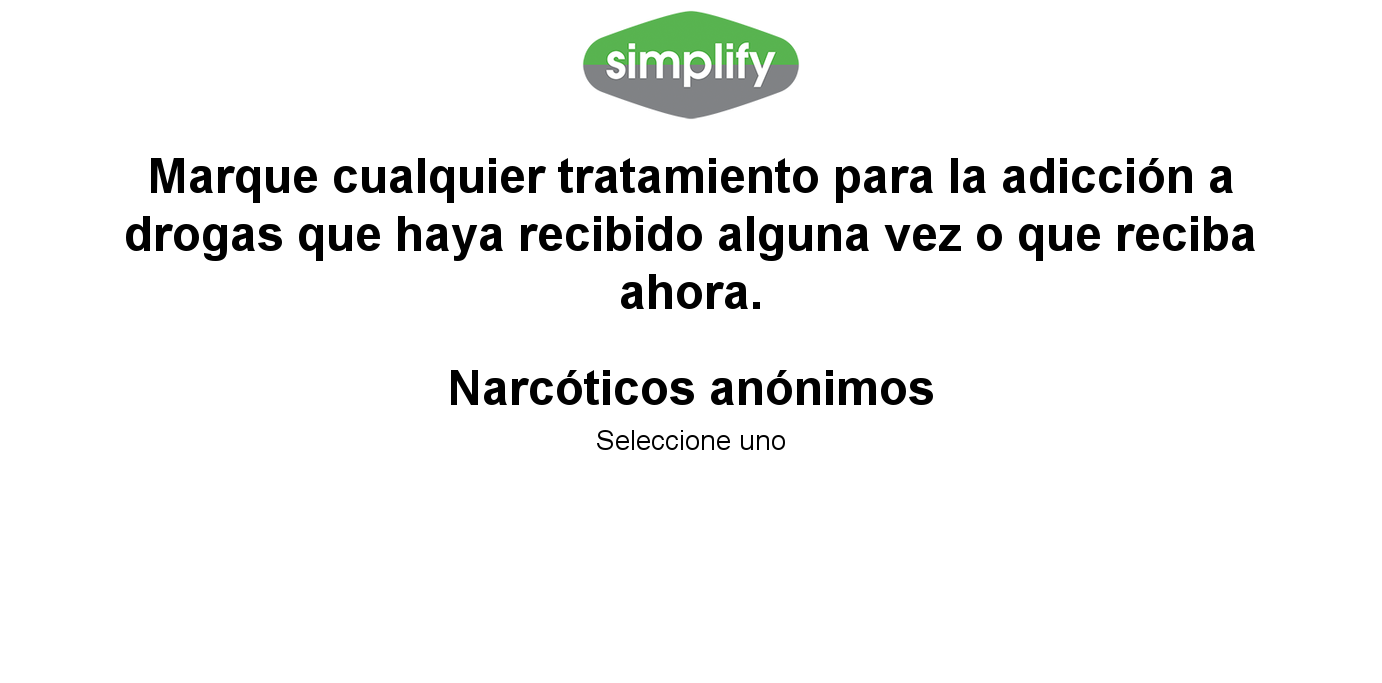 simplify
Marque cualquier tratamiento para la adicción a
drogas que haya recibido alguna vez o que reciba
ahora.
Narcóticos anónimos
Seleccione uno